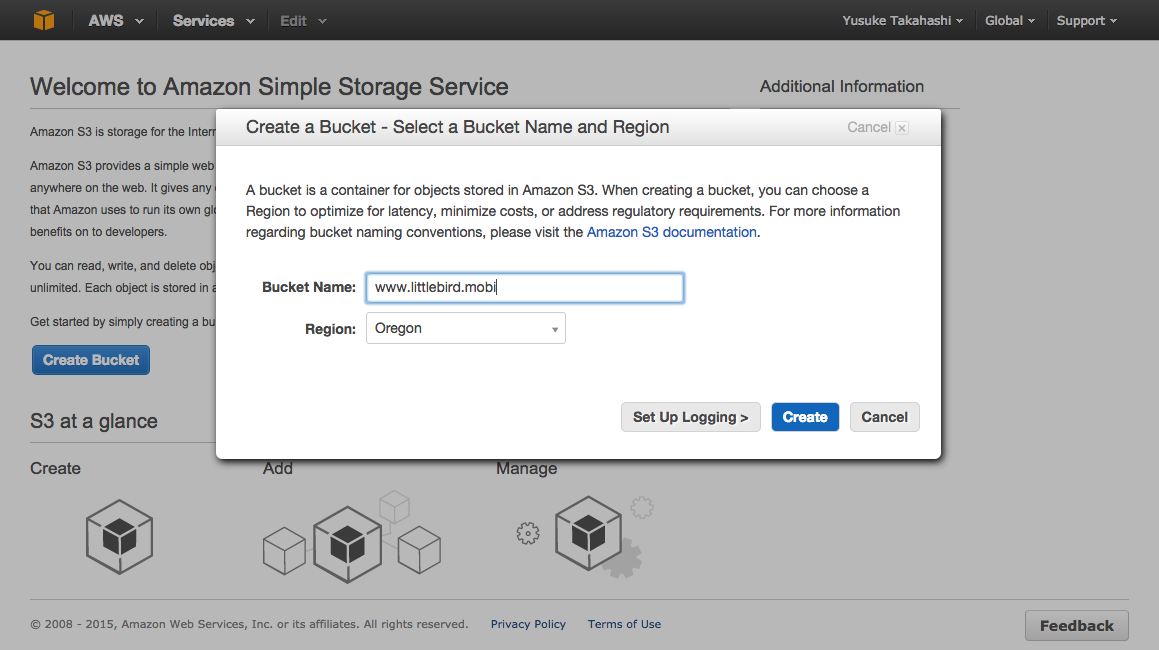 AWS Services Edit Yusuke Takahashi Global Support
Welcome to Amazon Simple Storage Service
Additional Information
Amazon S3 is storage for the
Amazon S3 provides a simple web
anywhere on the web. It gives any
that Amazon uses to run its own
benefits on to developers.
You can read, write, and delete
unlimited. Each object is stored in
Get started by simply creating a
Create Bucket
S3 at a glance
Create a Bucket - Select a Bucket Name and Region
Cancel x
A bucket is a container for objects stored in Amazon S3. When creating a bucket, you can choose a
Region to optimize for latency, minimize costs, or address regulatory requirements. For more information
regarding bucket naming conventions, please visit the Amazon S3 documentation.
Bucket Name: www.littlebird.mobi
Region: Oregon
Set Up Logging > Create Cancel
Create Add Manage
© 2008 - 2015, Amazon Web Services, Inc. or its affiliates. All rights reserved. Privacy Policy Terms of Use
Feedback